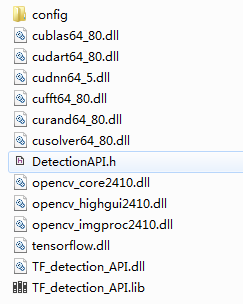 config
cublas64_80.dll
cudart64_80.dll
cudnn64_5.dll
cufft64_80.dll
curand64_80.dll
cusolver64_80.dll
DetectionAPI.h
opencv_core2410.dll
opencv_highgui2410.dll
opencv_imgproc2410.dll
tensorflow.dll
TF_detection_API.dll
TF_detection_API.lib